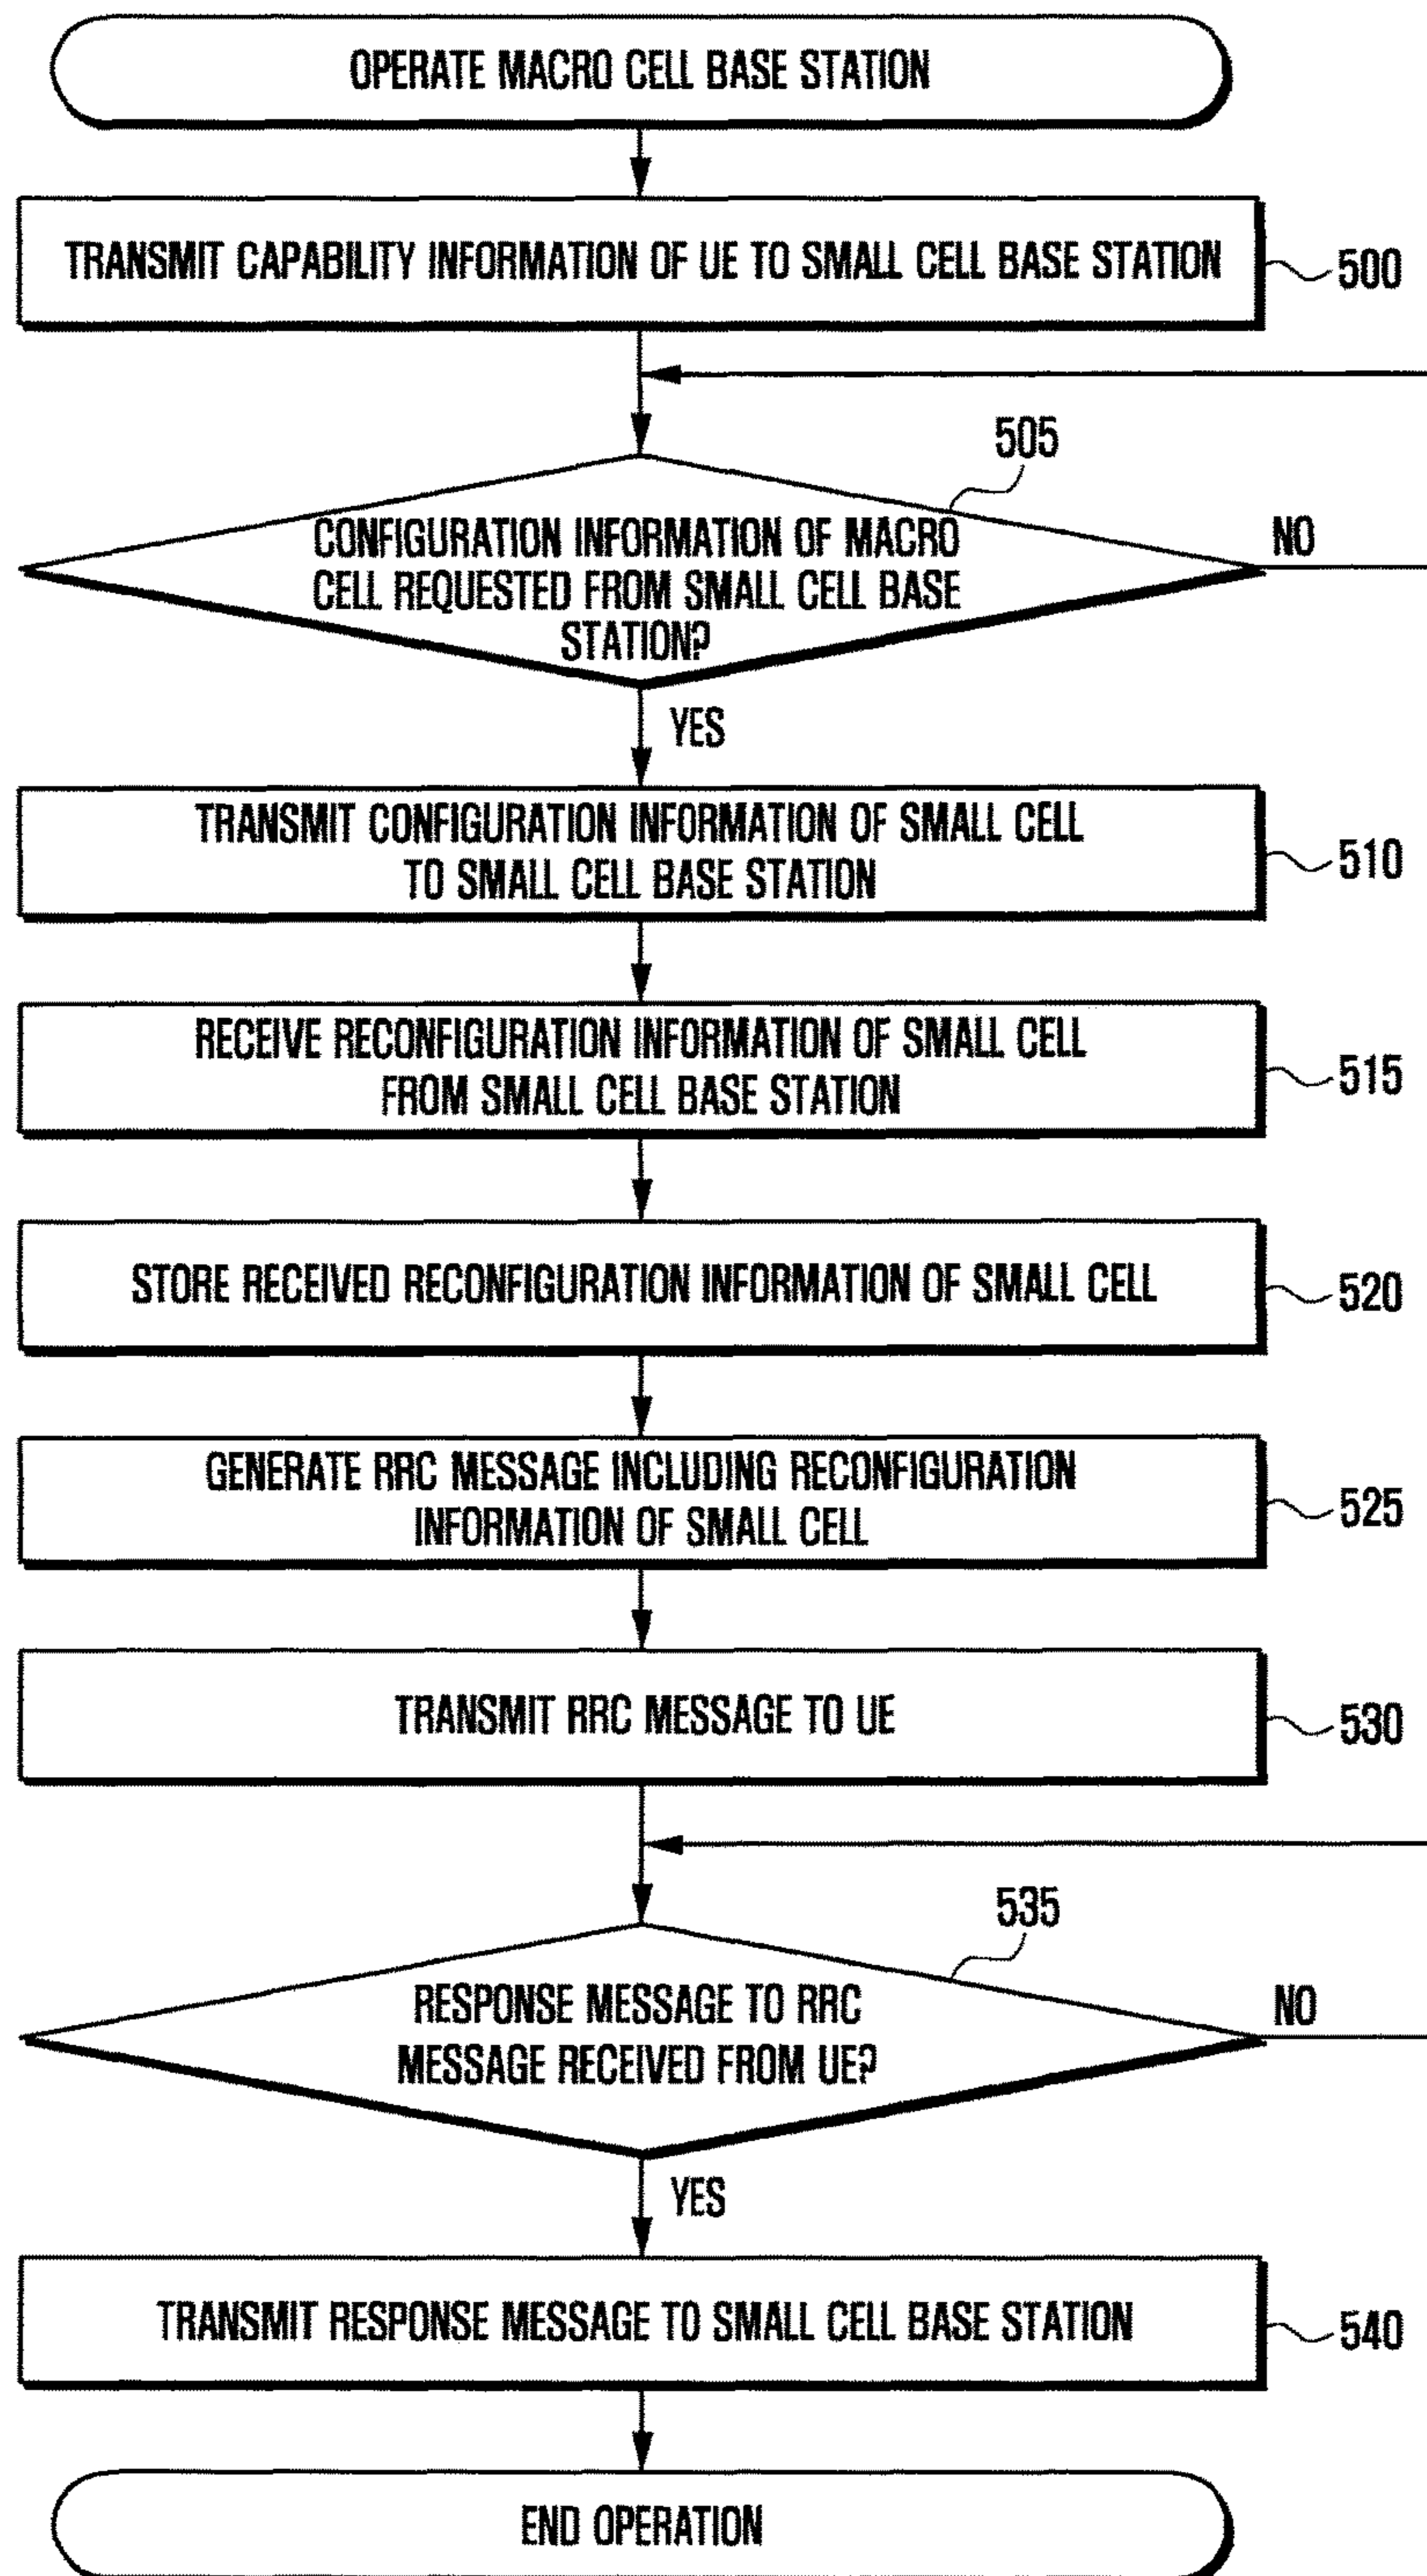 OPERATE MACRO CELL BASE STATION
TRANSMIT CAPABILITY INFORMATION OF UE TO SMALL CELL BASE STATION
500
505
CONFIGURATION INFORMATION OF MACRO
CELL REQUESTED FROM SMALL CELL BASE
STATION?
NO
YES
TRANSMIT CONFIGURATION INFORMATION OF SMALL CELL
TO SMALL CELL BASE STATION
510
RECEIVE RECONFIGURATION INFORMATION OF SMALL CELL
FROM SMALL CELL BASE STATION
515
STORE RECEIVED RECONFIGURATION INFORMATION OF SMALL CELL
520
GENERATE RRC MESSAGE INCLUDING RECONFIGURATION
INFORMATION OF SMALL CELL
525
TRANSMIT RRC MESSAGE TO UE
530
535
RESPONSE MESSAGE TO RRC
MESSAGE RECEIVED FROM UE?
NO
YES
TRANSMIT RESPONSE MESSAGE TO SMALL CELL BASE STATION
540
END OPERATION